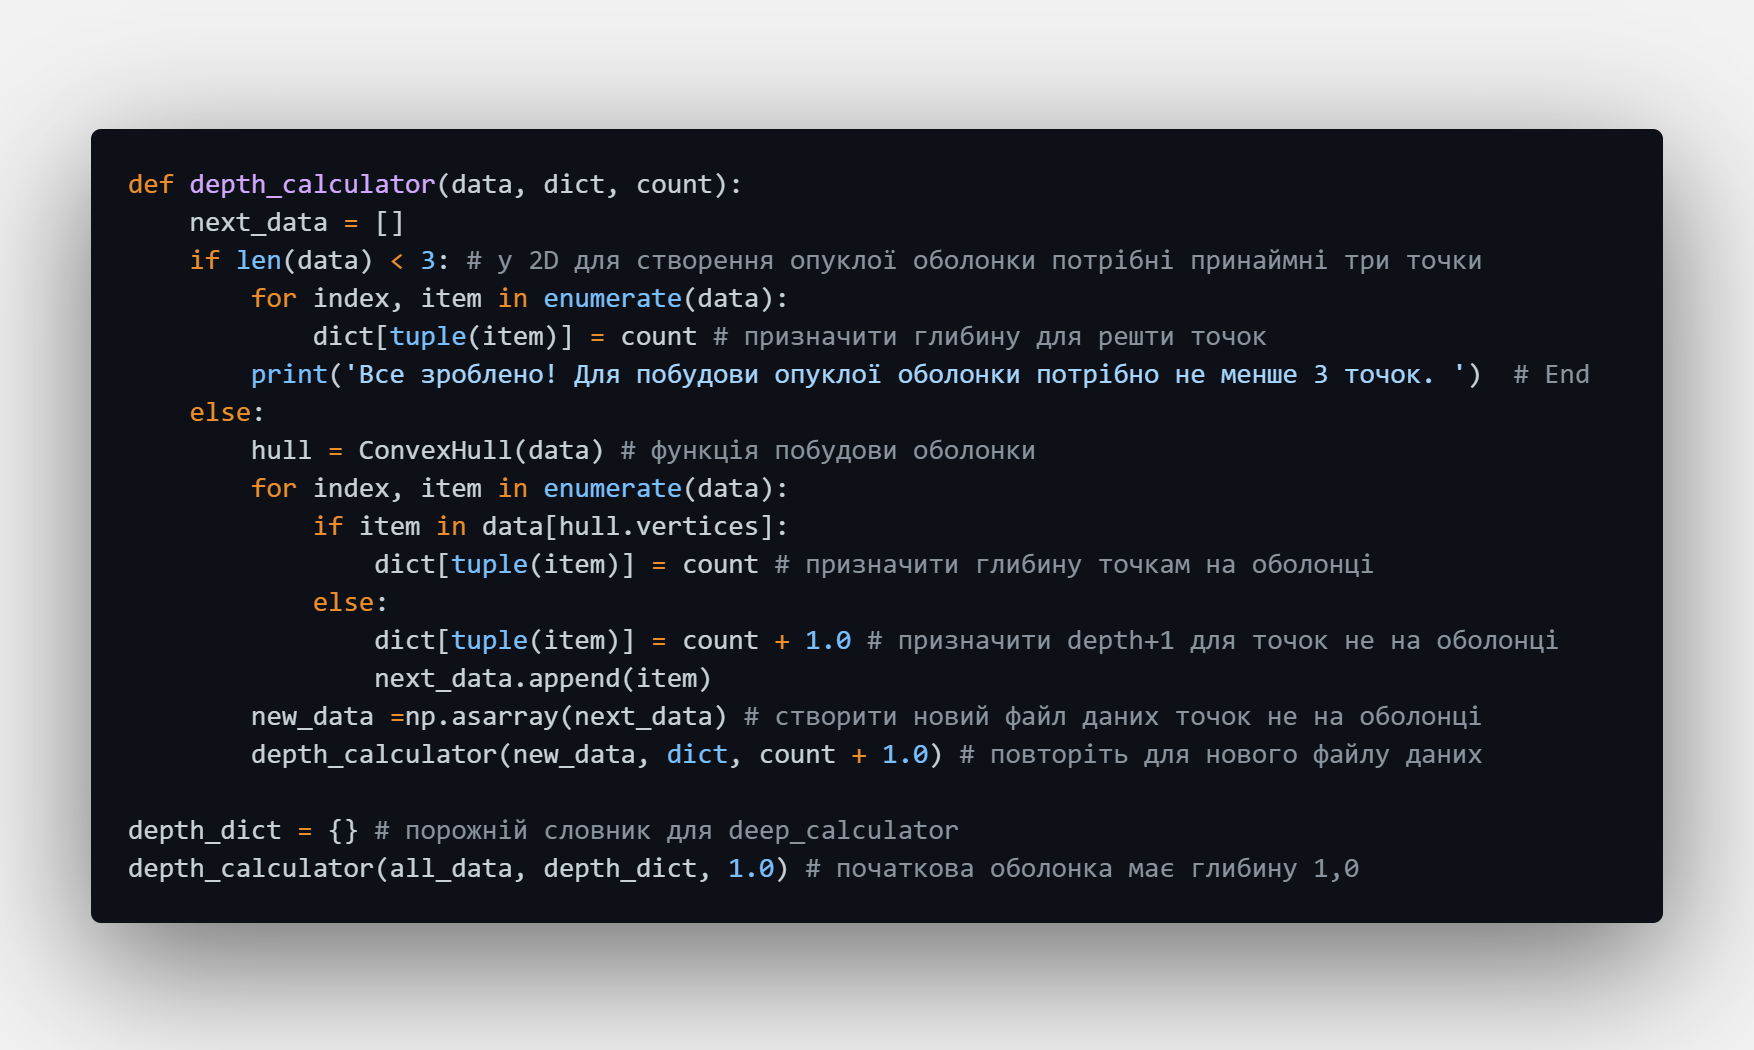 def depth_calculator(data, dict, count):
    next_data = []
    if len(data) < 3: # у 2D для створення опуклої оболонки потрібні принаймні три точки
        for index, item in enumerate(data):
            dict[tuple(item)] = count # призначити глибину для решти точок
        print('Все зроблено! Для побудови опуклої оболонки потрібно не менше 3 точок. ')  # End
    else:
        hull = ConvexHull(data) # функція побудови оболонки
        for index, item in enumerate(data):
            if item in data[hull.vertices]:
                dict[tuple(item)] = count # призначити глибину точкам на оболонці
            else:
                dict[tuple(item)] = count + 1.0 # призначити depth+1 для точок не на оболонці
                next_data.append(item)
        new_data =np.asarray(next_data) # створити новий файл даних точок не на оболонці
        depth_calculator(new_data, dict, count + 1.0) # повторіть для нового файлу даних

depth_dict = {} # порожній словник для deep_calculator
depth_calculator(all_data, depth_dict, 1.0) # початкова оболонка має глибину 1,0